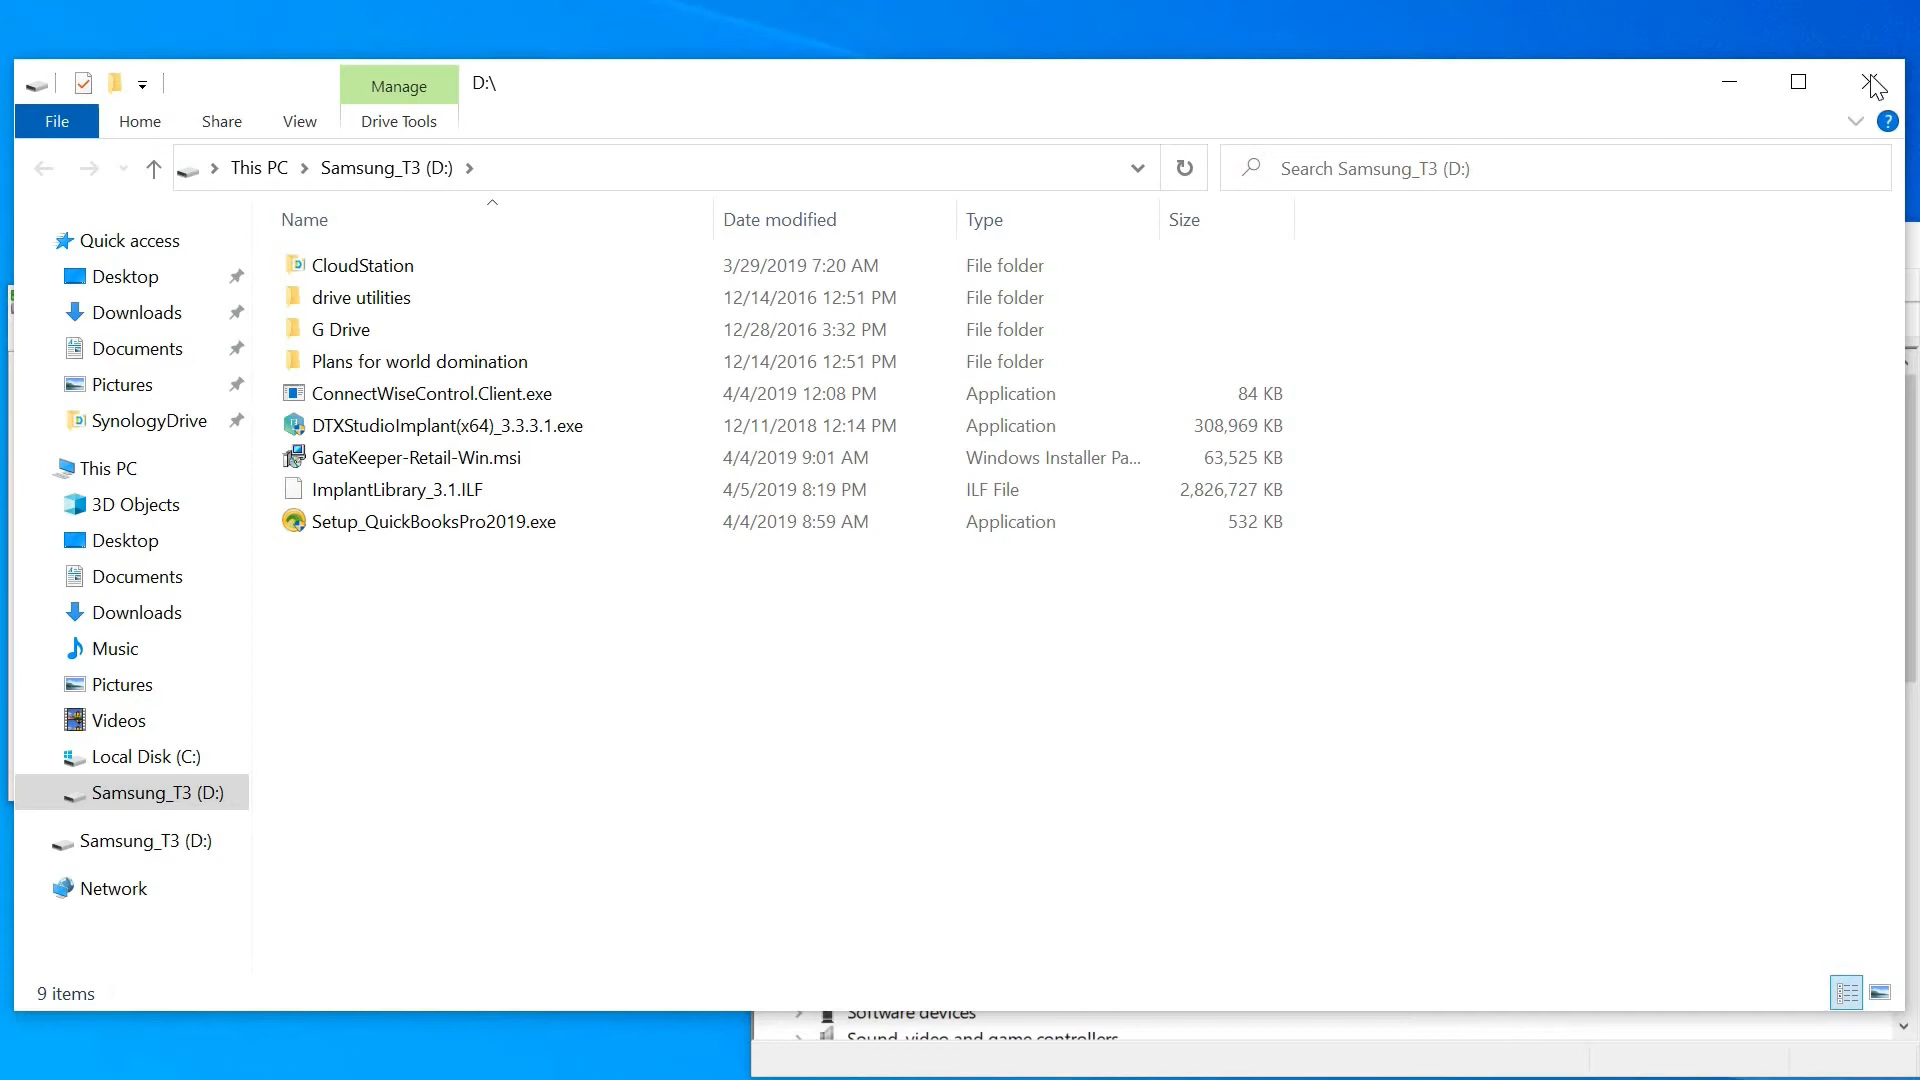 Manage
D:\
File
Home
Share
View
Drive Tools
?
This PC
Samsung_T3 (D:)
Search Samsung_T3 (D:)
Name
Date modified
Type
Size
Quick access
Desktop
Downloads
Documents
Pictures
SynologyDrive
This PC
3D Objects
Desktop
Documents
Downloads
Music
Pictures
Videos
Local Disk (C:)
Samsung_T3 (D:)
Samsung_T3 (D:)
Network
CloudStation 3/29/2019 7:20 AM File folder
drive utilities 12/14/2016 12:51 PM File folder
G Drive 12/28/2016 3:32 PM File folder
Plans for world domination 12/14/2016 12:51 PM File folder
ConnectWiseControl.Client.exe 4/4/2019 12:08 PM Application 84 KB
DTXStudioImplant(x64)_3.3.3.1.exe 12/11/2018 12:14 PM Application 308,969 KB
GateKeeper-Retail-Win.msi 4/4/2019 9:01 AM Windows Installer Pa... 63,525 KB
ImplantLibrary_3.1.ILF 4/5/2019 8:19 PM ILF File 2,826,727 KB
Setup_QuickBooksPro2019.exe 4/4/2019 8:59 AM Application 532 KB
9 items
Software devices
Sound, video and game controllers